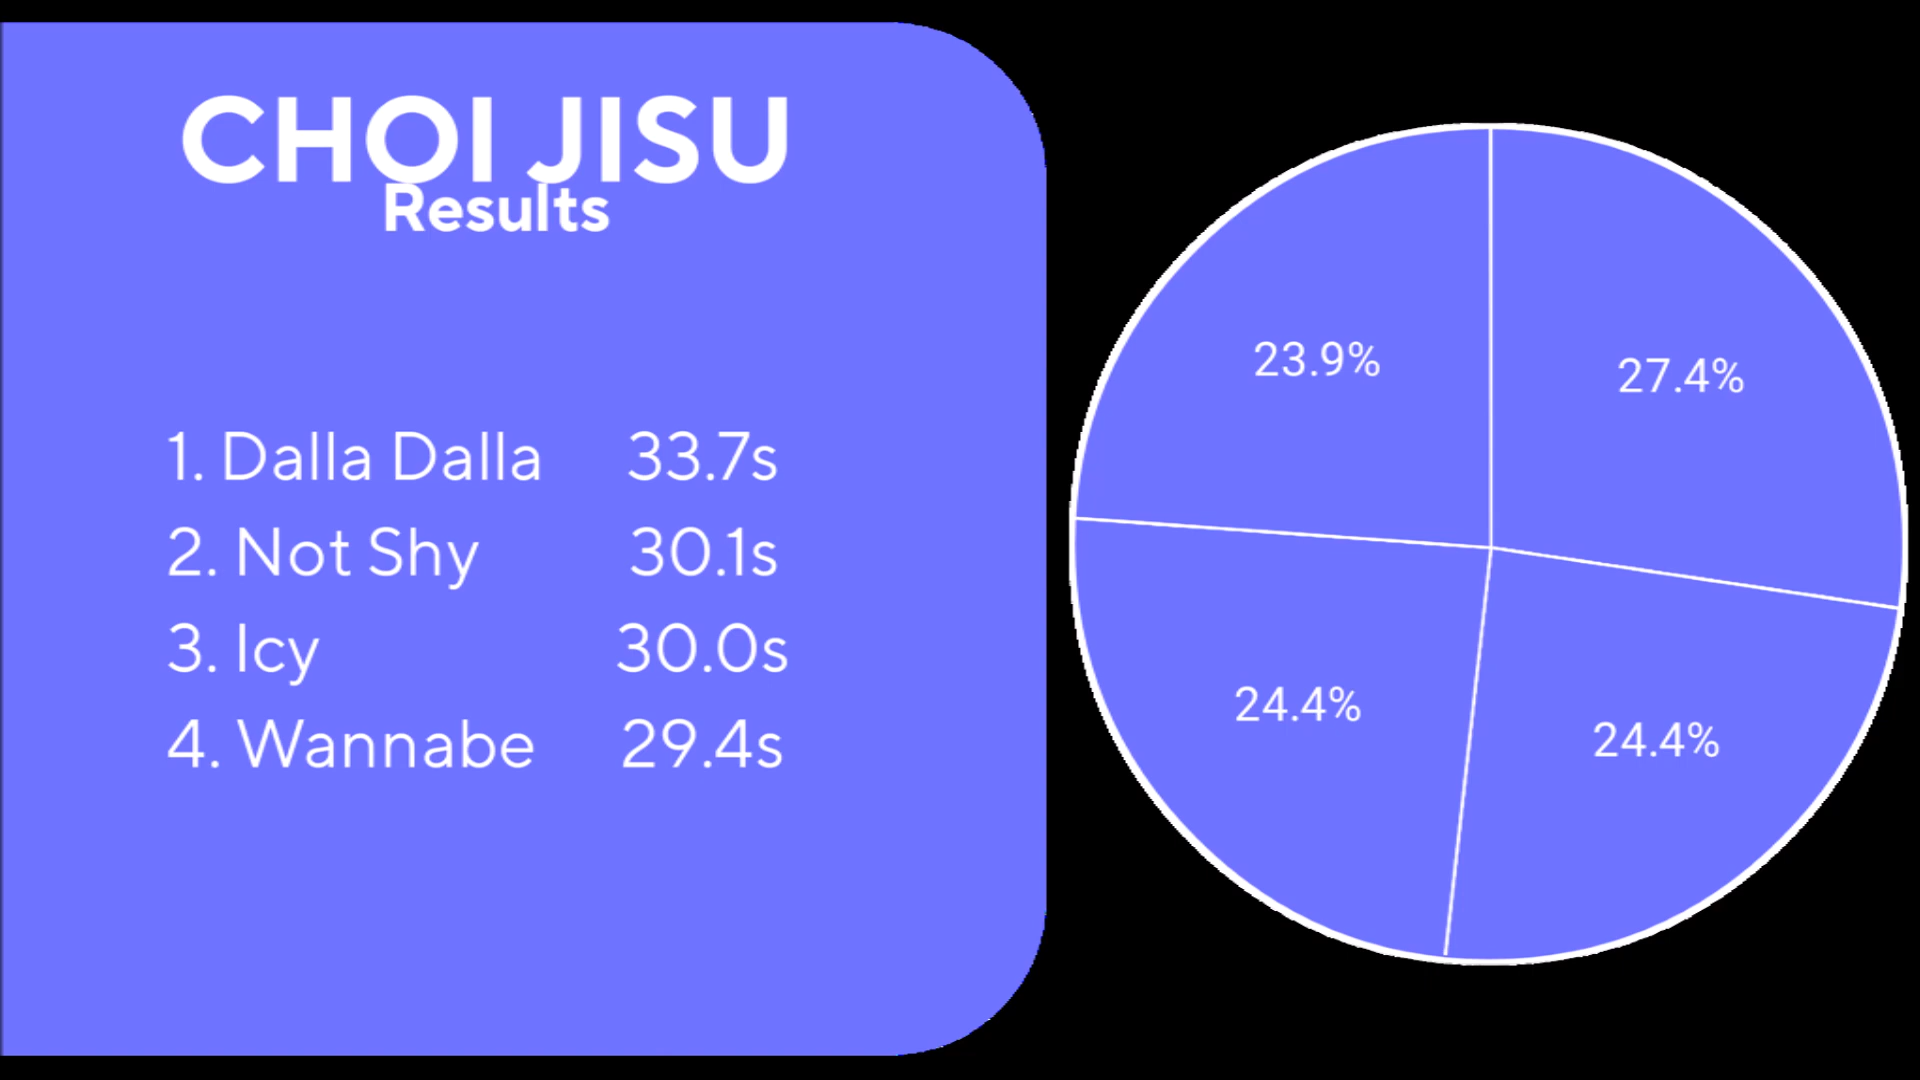 CHOI JISU
Results
1. Dalla Dalla 33.7s
2. Not Shy 30.1s
3. Icy 30.0s
4. Wannabe 29.4s
23.9%
27.4%
24.4%
24.4%